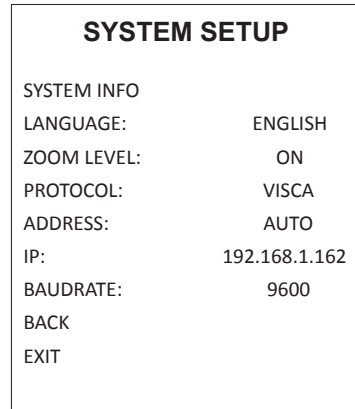 SYSTEM SETUP
SYSTEM INFO
LANGUAGE: ENGLISH
ZOOM LEVEL: ON
PROTOCOL: VISCA
ADDRESS: AUTO
IP: 192.168.1.162
BAUDRATE: 9600
BACK
EXIT